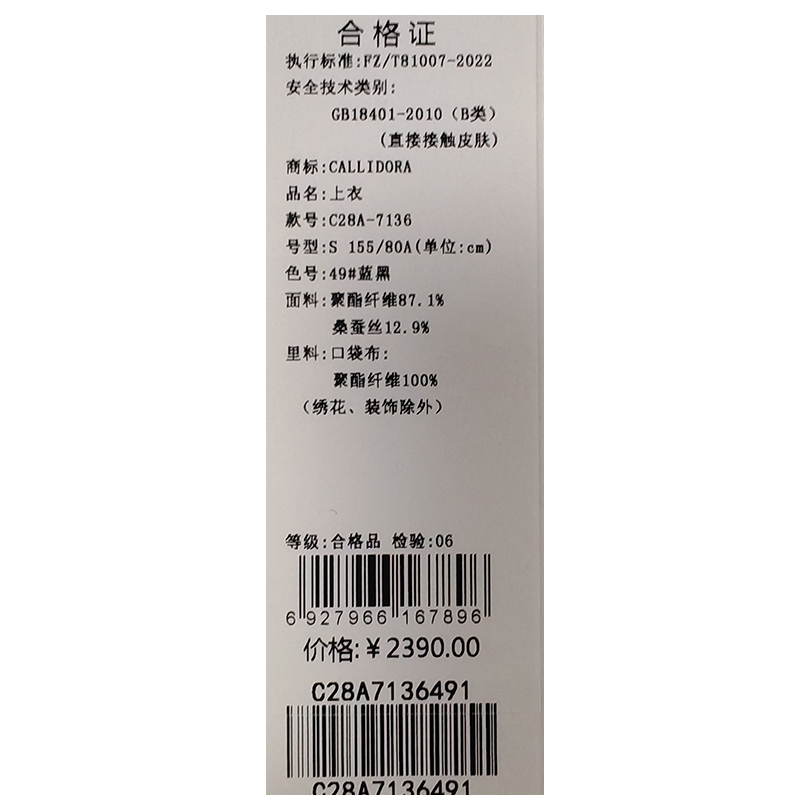 合格证
执行标准:FZ/T81007-2022
安全技术类别:
GB18401-2010（B类）
(直接接触皮肤)
商标:CALLIDORA
品名:上衣
款号:C28A-7136
号型:S 155/80A(单位:cm)
色号:49#蓝黑
面料:聚酯纤维87.1%
桑蚕丝12.9%
里料:口袋布:
聚酯纤维100%
（绣花、装饰除外）
等级:合格品 检验:06
6 927966 167896
价格:￥2390.00
C28A7136491
C28A7136491